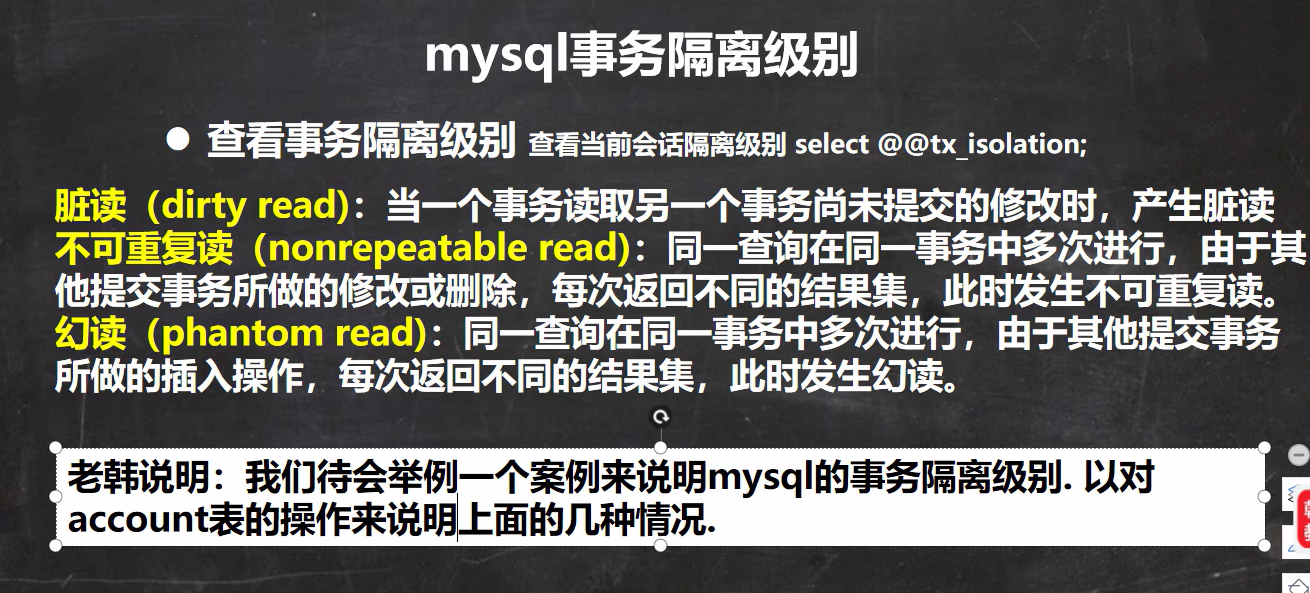 mysql事务隔离级别
● 查看事务隔离级别 查看当前会话隔离级别 select @@tx_isolation;
脏读（dirty read)：当一个事务读取另一个事务尚未提交的修改时，产生脏读
不可重复读（nonrepeatable read)：同一查询在同一事务中多次进行，由于其
他提交事务所做的修改或删除，每次返回不同的结果集，此时发生不可重复读。
幻读（phantom read)：同一查询在同一事务中多次进行，由于其他提交事务
所做的插入操作，每次返回不同的结果集，此时发生幻读。
老韩说明：我们待会举例一个案例来说明mysql的事务隔离级别. 以对
account表的操作来说明上面的几种情况.